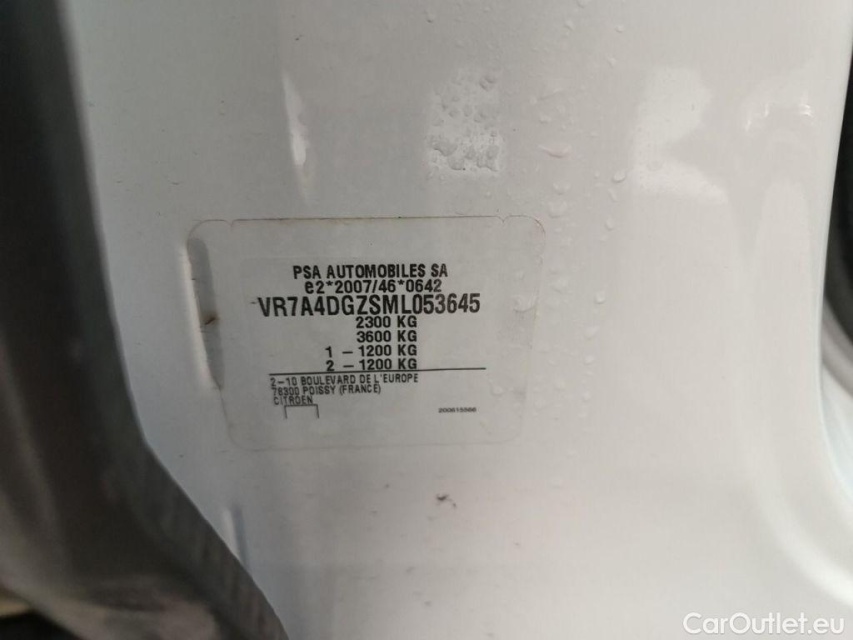 PSA AUTOMOBILES SA
e2*2007/46*0642
VR7A4DGZSML053645
2300 KG
3600 KG
1 - 1200 KG
2 - 1200 KG
2-10 BOULEVARD DE L'EUROPE
78300 POISSY (FRANCE)
CITROEN
CarOutlet.eu